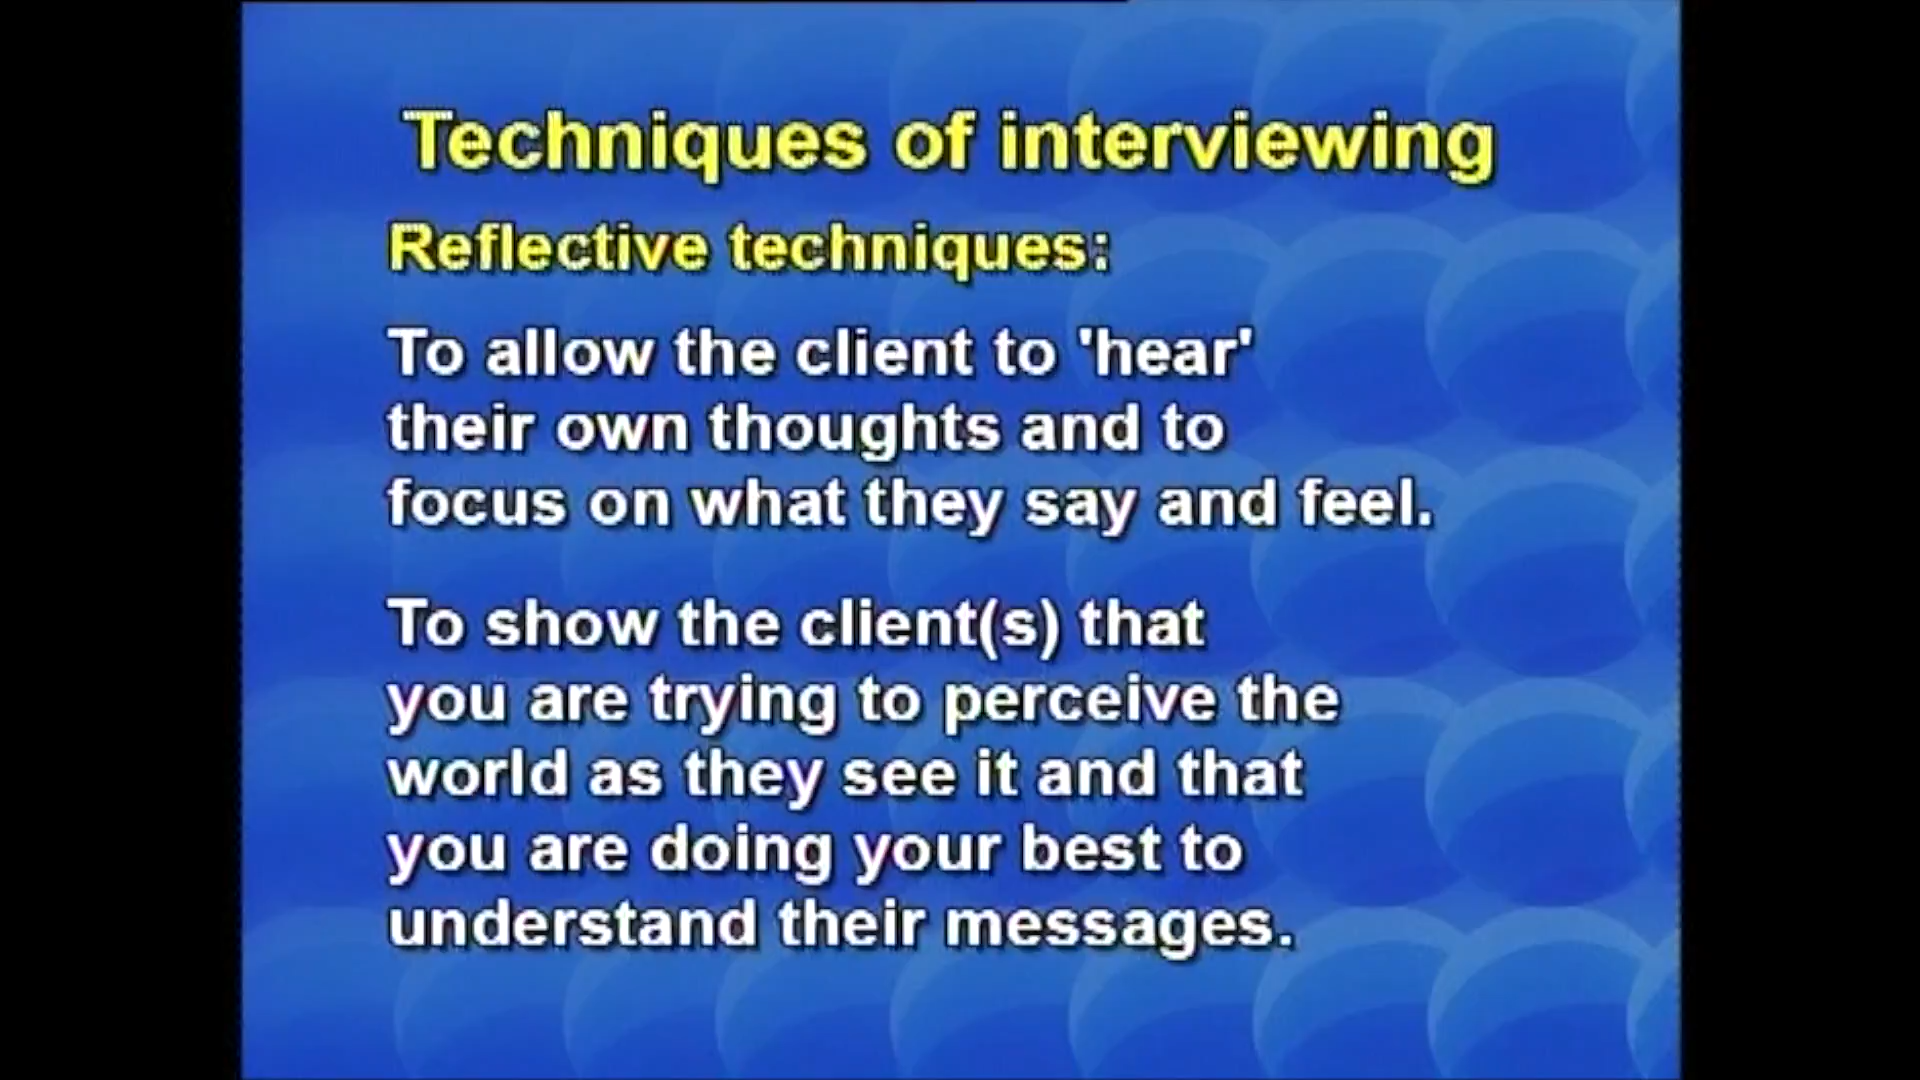 Techniques of interviewing
Reflective techniques:
To allow the client to 'hear'
their own thoughts and to
focus on what they say and feel.
To show the client(s) that
you are trying to perceive the
world as they see it and that
you are doing your best to
understand their messages.